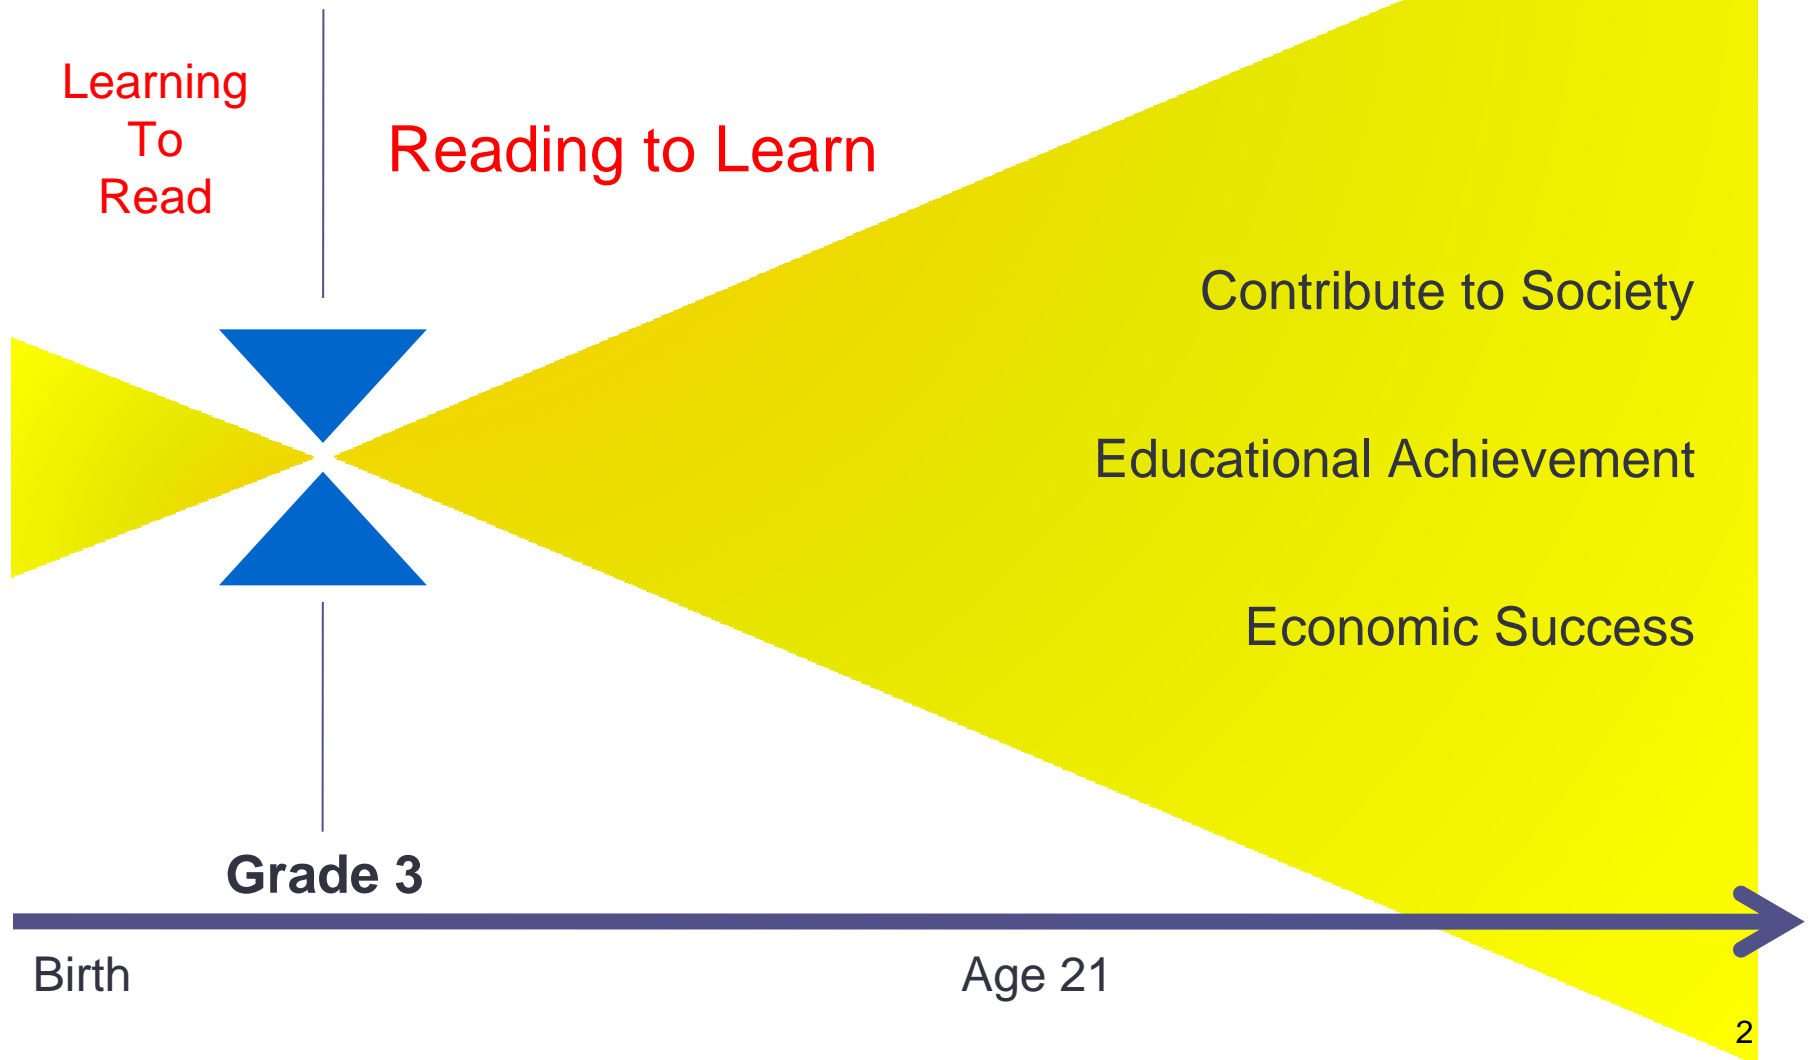 Learning
To
Read
Reading to Learn
Contribute to Society
Educational Achievement
Economic Success
Grade 3
Birth
Age 21
2